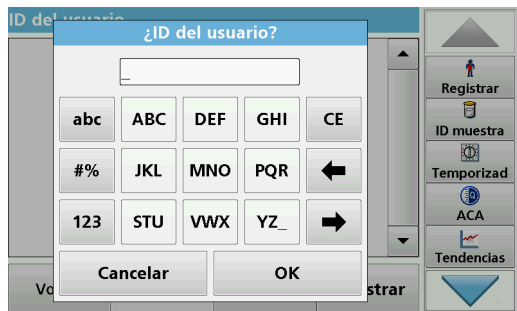 ID del usuario
¿ID del usuario?
_
abc ABC DEF GHI CE
#% JKL MNO PQR
123 STU VWX YZ_
Cancelar OK
Vo strar
Registrar
ID muestra
Temporizad
ACA
Tendencias